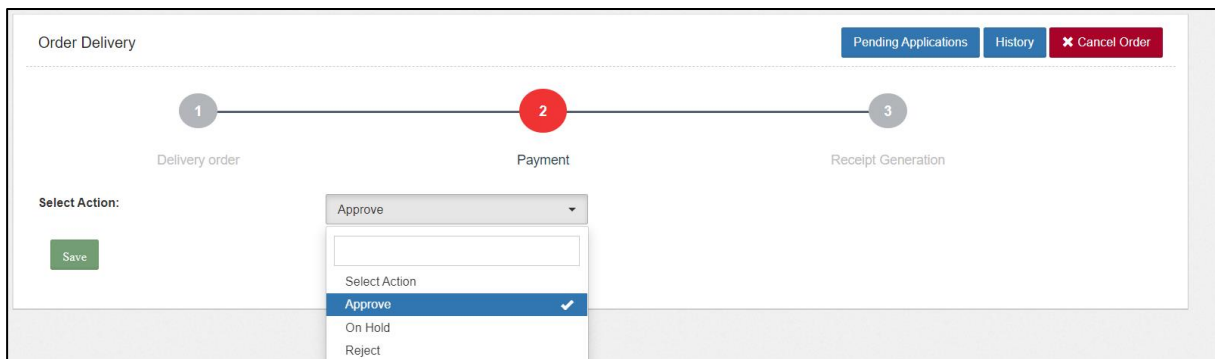 Order Delivery
Pending Applications
History
✖ Cancel Order
1
2
3
Delivery order
Payment
Receipt Generation
Select Action:
Approve
Save
Select Action
Approve
On Hold
Reject